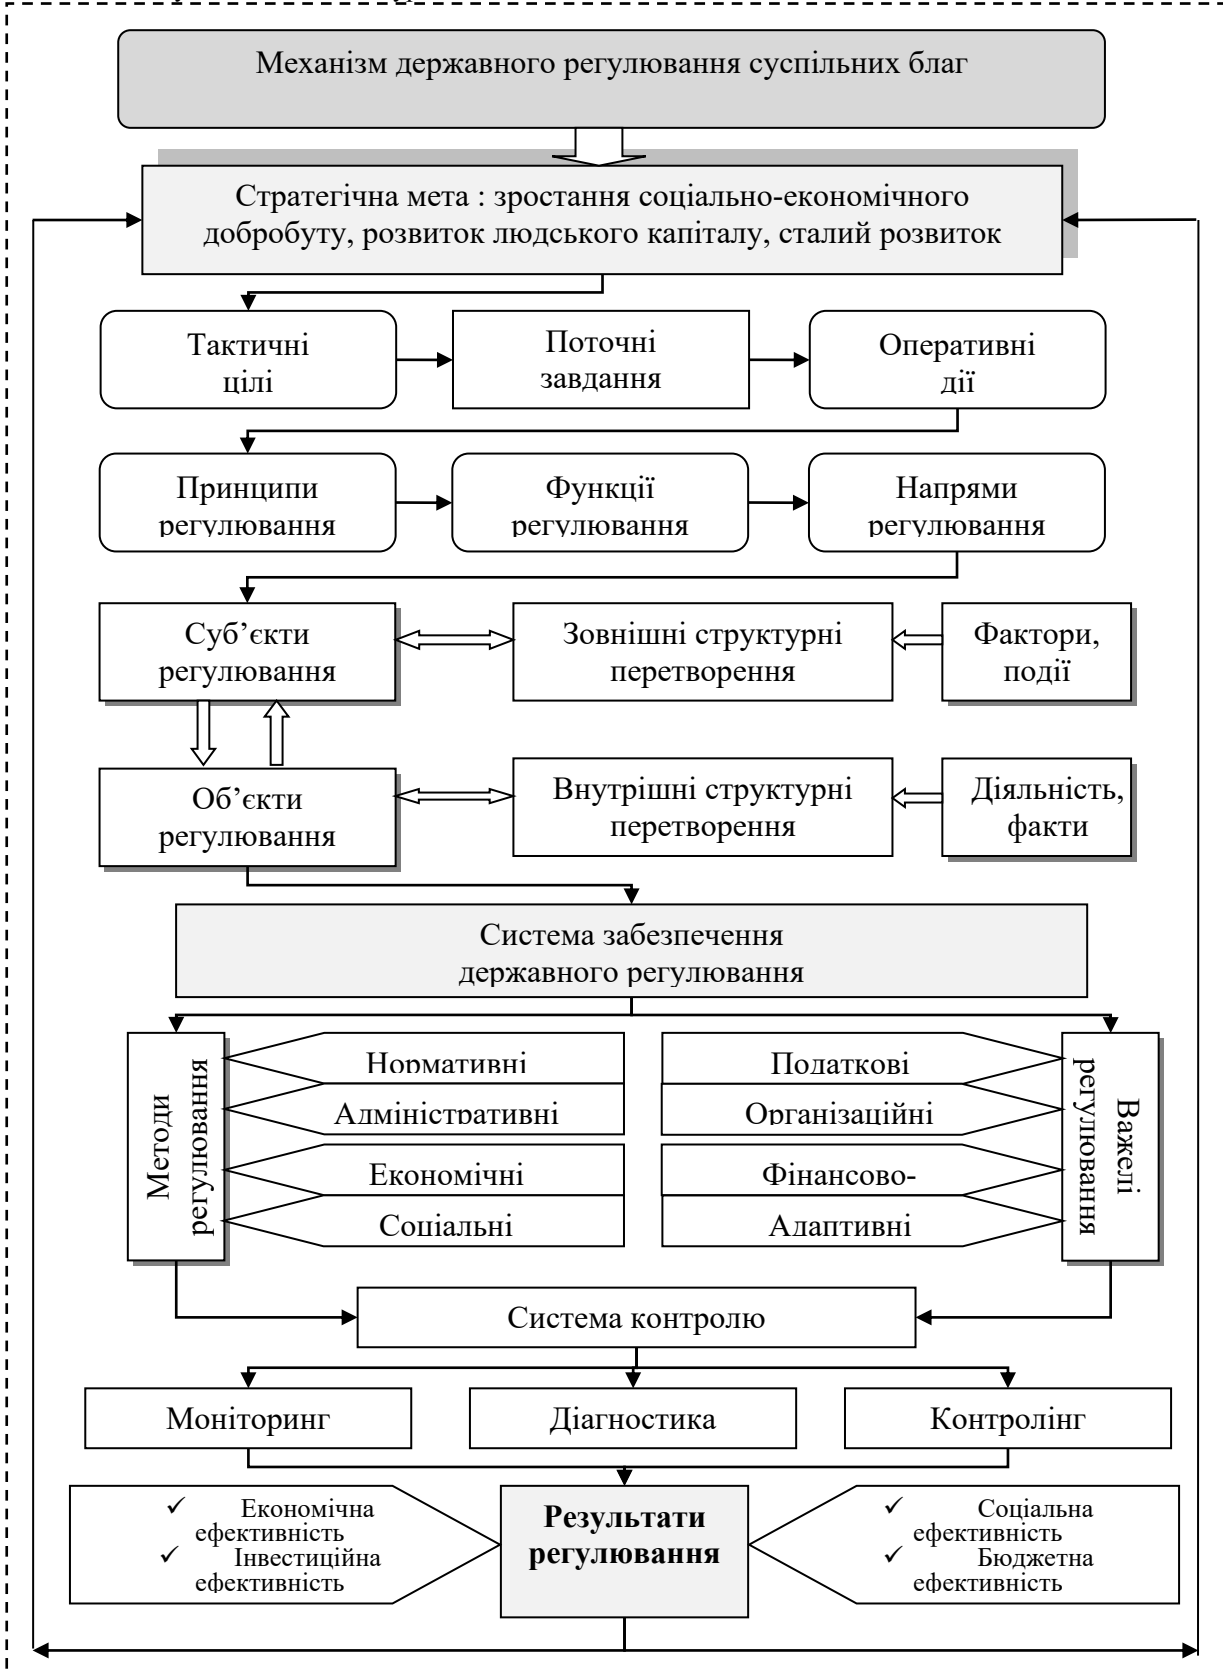 Механізм державного регулювання суспільних благ
Стратегічна мета : зростання соціально-економічного
добробуту, розвиток людського капіталу, сталий розвиток
Тактичні
цілі
Поточні
завдання
Оперативні
дії
Принципи
регулювання
Функції
регулювання
Напрями
регулювання
Суб’єкти
регулювання
Зовнішні структурні
перетворення
Фактори,
події
Об’єкти
регулювання
Внутрішні структурні
перетворення
Діяльність,
факти
Система забезпечення
державного регулювання
Методи
регулювання
Нормативні
Адміністративні
Економічні
Соціальні
Податкові
Організаційні
Фінансово-
Адаптивні
Важелі
регулювання
Система контролю
Моніторинг
Діагностика
Контролінг
✓ Економічна
ефективність
✓ Інвестиційна
ефективність
Результати
регулювання
✓ Соціальна
ефективність
✓ Бюджетна
ефективність